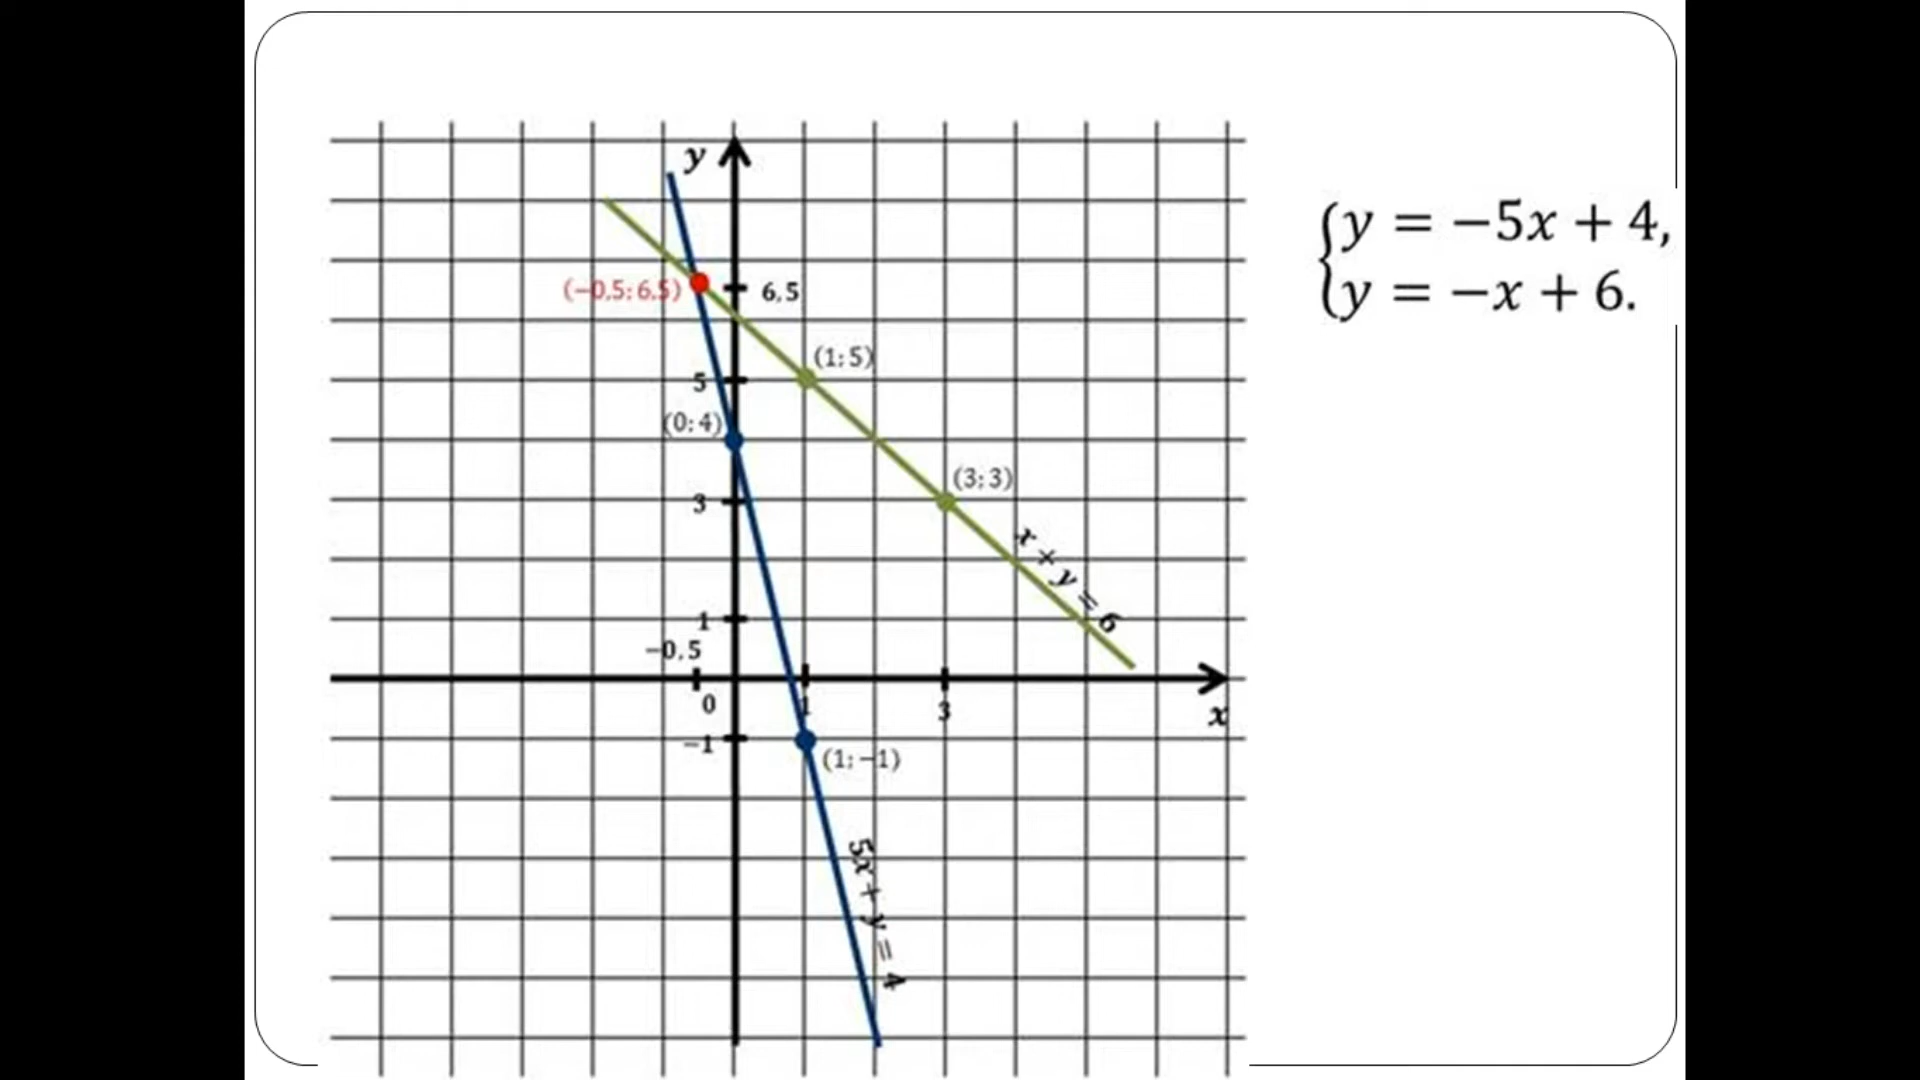 y
{y = −5x + 4,
y = −x + 6.
(−0,5; 6,5)
6,5
(1; 5)
5
(0; 4)
(3; 3)
3
x + y = 6
1
−0,5
0
1
3
x
−1
(1; −1)
5x + y = 4